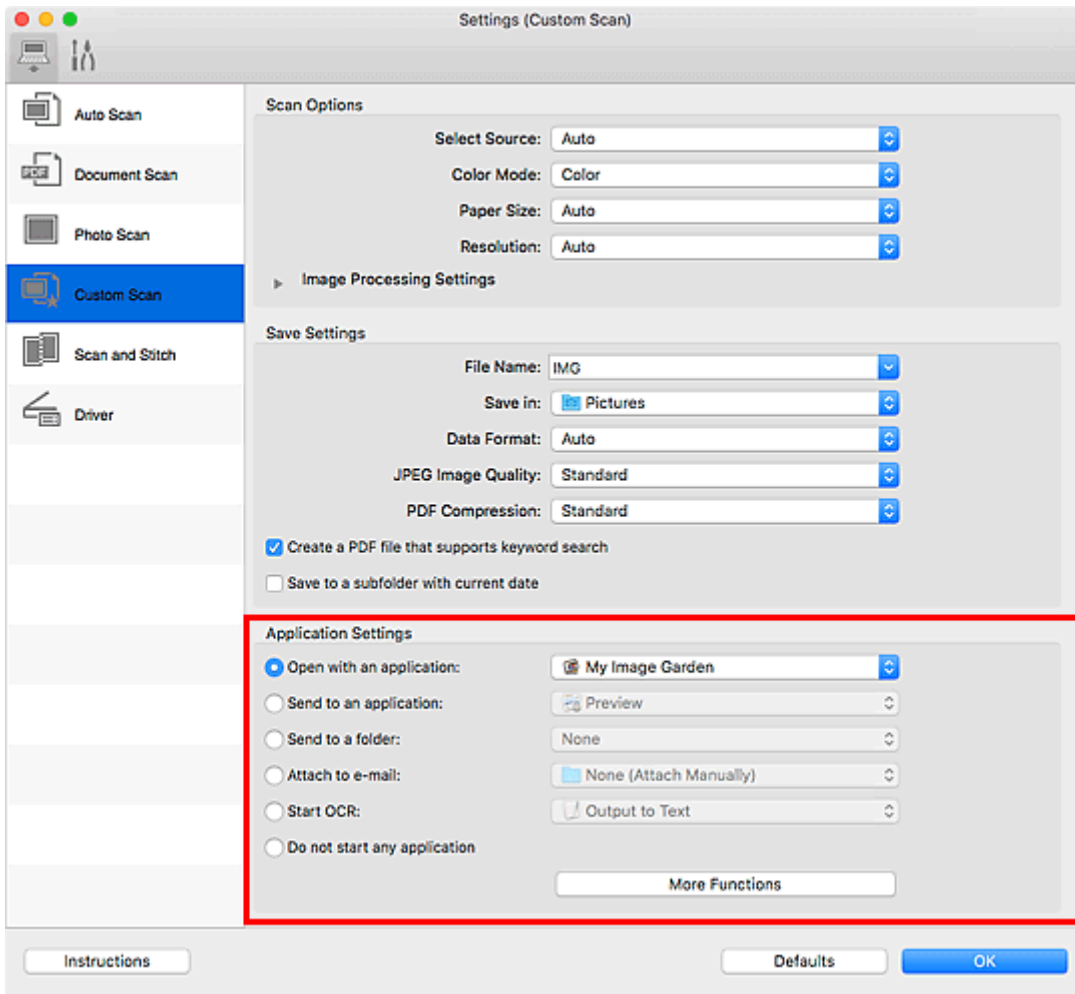 Settings (Custom Scan)
Auto Scan
Document Scan
Photo Scan
Custom Scan
Scan and Stitch
Driver
Scan Options
Select Source: Auto
Color Mode: Color
Paper Size: Auto
Resolution: Auto
Image Processing Settings
Save Settings
File Name: IMG
Save in: Pictures
Data Format: Auto
JPEG Image Quality: Standard
PDF Compression: Standard
Create a PDF file that supports keyword search
Save to a subfolder with current date
Application Settings
Open with an application: My Image Garden
Send to an application: Preview
Send to a folder: None
Attach to e-mail: None (Attach Manually)
Start OCR: Output to Text
Do not start any application
More Functions
Instructions
Defaults
OK